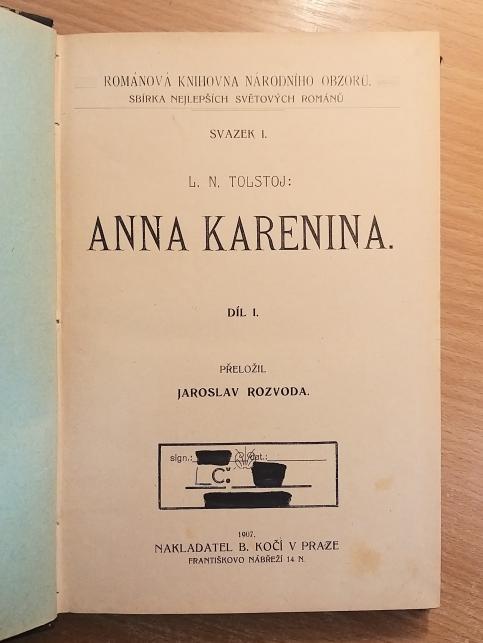 ROMÁNOVÁ KNIHOVNA NÁRODNÍHO OBZORU.
SBÍRKA NEJLEPŠÍCH SVĚTOVÝCH ROMÁNŮ
SVAZEK I.
L. N. TOLSTOJ:
ANNA KARENINA.
DÍL I.
PŘELOŽIL
JAROSLAV ROZVODA.
sign.: dat.:
L.Č.
1907.
NAKLADATEL B. KOČÍ V PRAZE
FRANTIŠKOVO NÁBŘEŽÍ 14 N.